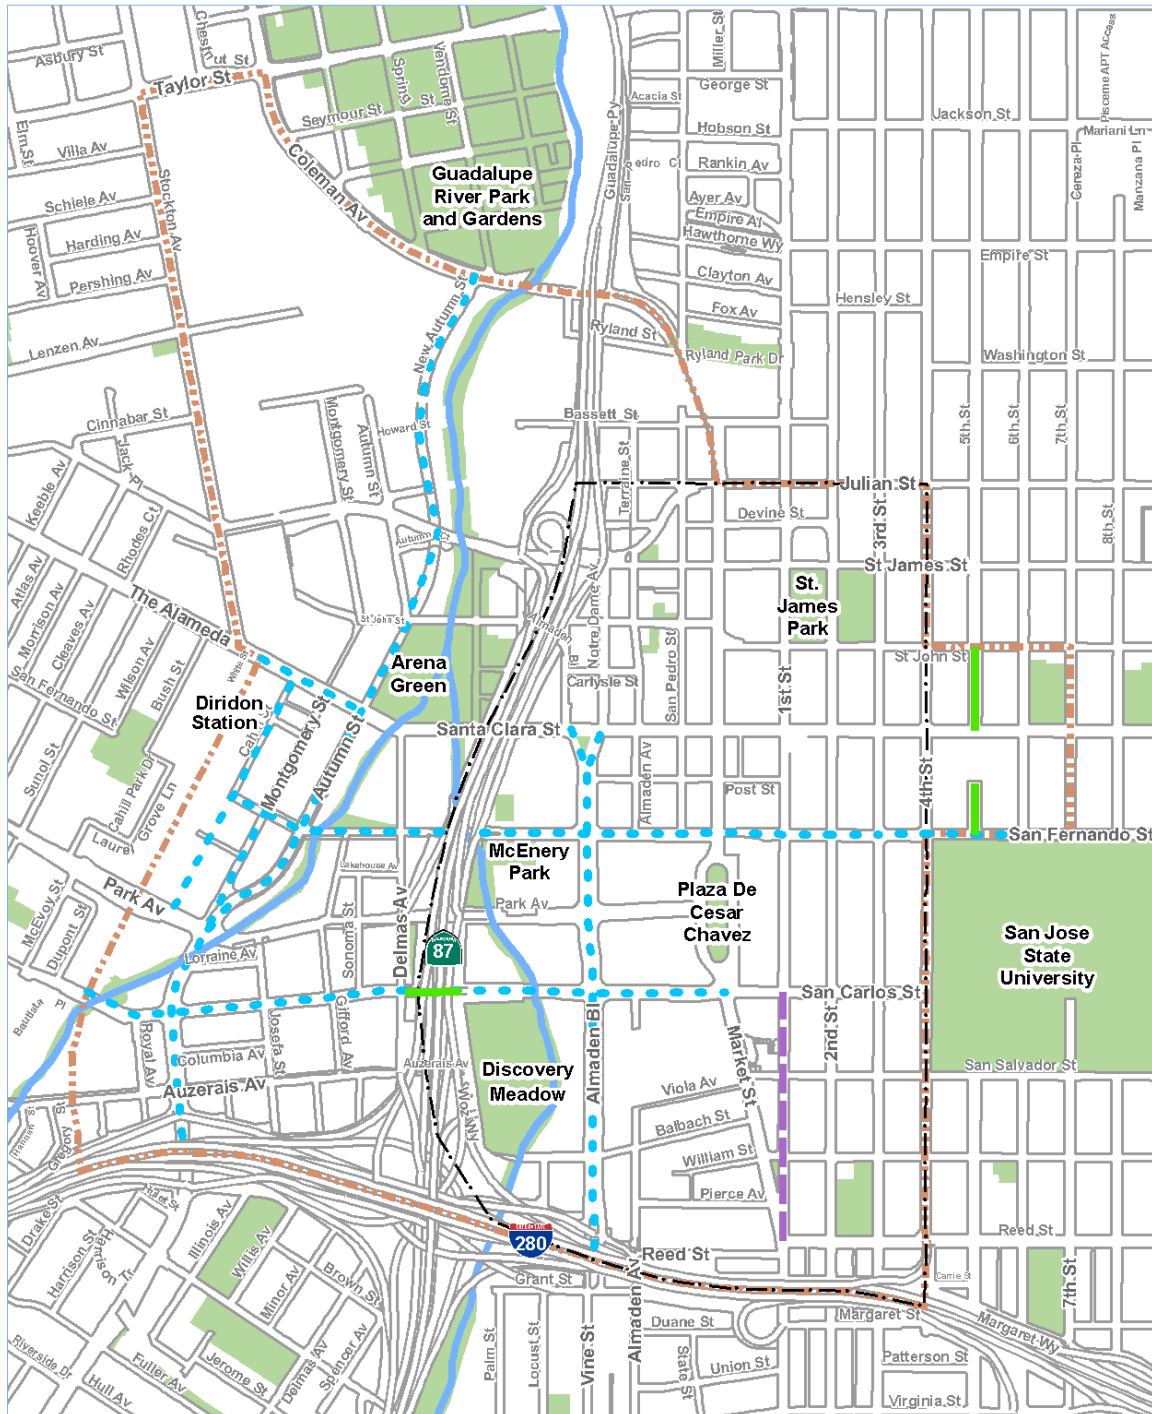 Asbury St
Chestn
ut St
Taylor St
Elm St
Villa Av
Schiele Av
Hoover Av
Harding Av
Pershing Av
Stockton Av
Lenzen Av
Seymour St
Spring
St
Vendome St
Coleman Av
Guadalupe
River Park
and Gardens
Guadalupe Py
Miller St
George St
Acacia St
Hobson St
Rankin Av
Ayer Av
Empire Al
Hawthorne Wy
Clayton Av
Fox Av
Ryland St
Ryland Park Dr
Jackson St
Pisceme APT Access
Mariani Ln
Cereza Pl
Manzana Pl
Empire St
Hensley St
Washington St
5th St
6th St
7th St
8th St
New Autumn St
Cinnabar St
Jack Pl
Montgomery St
Autumn St
Howard St
Bassett St
Terraine St
Julian St
Devine St
3rd St
St James St
Keeble Av
Rhodes Ct
Autumn Ct
Atlas Av
Morrison Av
Cleaves Av
Wilson Av
Bush St
The Alameda
San Fernando St
White St
St John St
Almaden
Bl
Notre Dame Av
Carlysle St
San Pedro St
St.
James
Park
1st St
St John St
Arena
Green
Diridon
Station
Santa Clara St
Sunol St
Cahill Park Dr
Laurel
Grove Ln
Montgomery St
Autumn St
Almaden Av
Post St
4th St
San Fernando St
McEnery
Park
Lakehouse Av
Park Av
McEvoy St
Dupont St
Park Av
Plaza De
Cesar
Chavez
Delmas Av
Sonoma St
Lorraine Av
87
San Jose
State
University
Bautista Pl
San Carlos St
Royal Av
Columbia Av
Josefa St
Gifford Av
Auzerais Av
Auzerais Av
Discovery
Meadow
Almaden Bl
Market St
2nd St
San Salvador St
Viola Av
Balbach St
William St
Pierce Av
Gregory St
Drake St
Illinois Av
Willis Av
Harrison St
Minor Av
Brown St
280
Reed St
Reed St
Grant St
Almaden Av
Carrie St
7th St
Margaret St
Margaret Wy
Duane St
Union St
Patterson St
Virginia St
Palm St
Locust St
Vine St
State St
Riverside Dr
Hull Av
Fuller Av
Jerome St
Delmas Av
Spencer Av